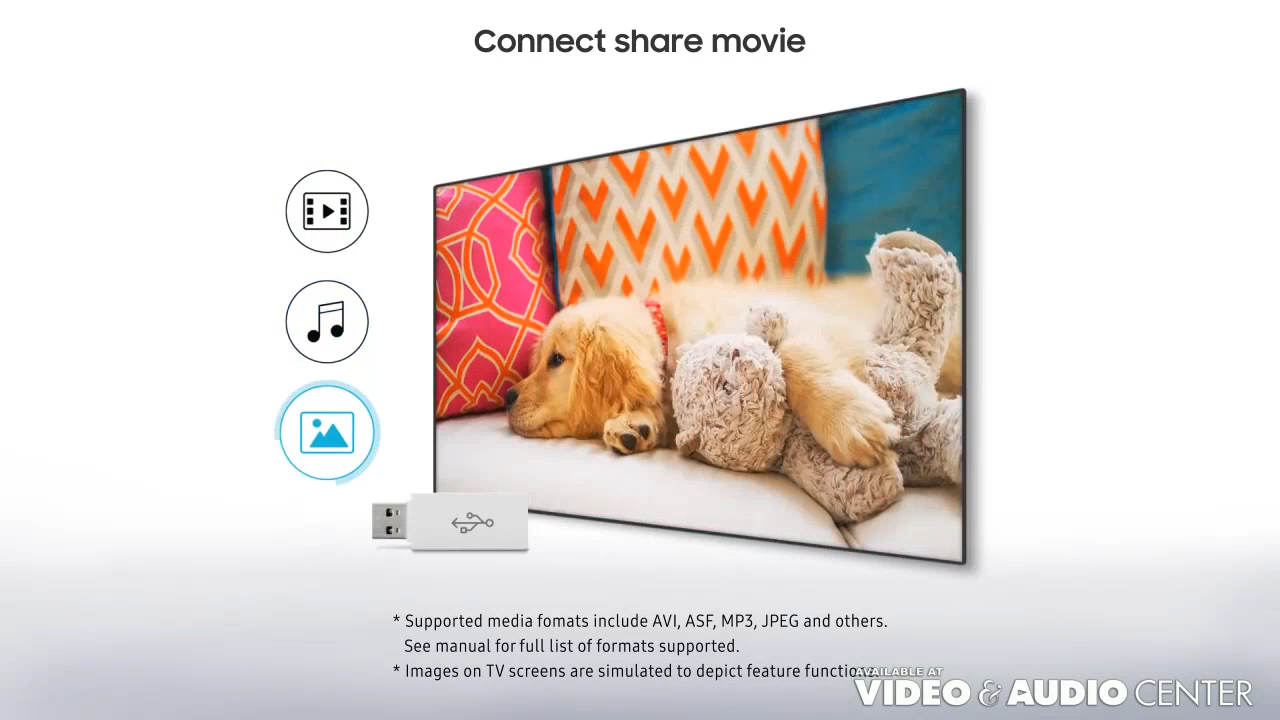 Connect share movie
* Supported media fomats include AVI, ASF, MP3, JPEG and others.
See manual for full list of formats supported.
* Images on TV screens are simulated to depict feature functions.
AVAILABLE AT
VIDEO & AUDIO CENTER